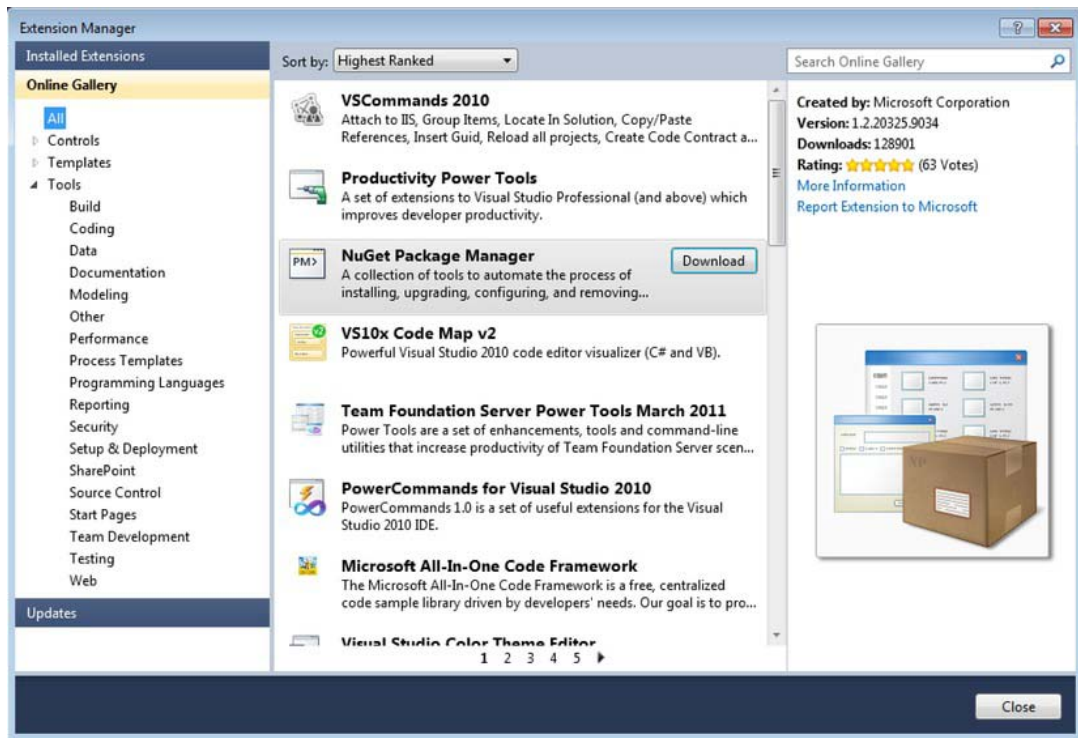 Extension Manager
Installed Extensions
Online Gallery
All
Controls
Templates
Tools
Build
Coding
Data
Documentation
Modeling
Other
Performance
Process Templates
Programming Languages
Reporting
Security
Setup & Deployment
SharePoint
Source Control
Start Pages
Team Development
Testing
Web
Updates
Sort by: Highest Ranked
VSCommands 2010
Attach to IIS, Group Items, Locate In Solution, Copy/Paste
References, Insert Guid, Reload all projects, Create Code Contract a...
Productivity Power Tools
A set of extensions to Visual Studio Professional (and above) which
improves developer productivity.
PM>
NuGet Package Manager
Download
A collection of tools to automate the process of
installing, upgrading, configuring, and removing...
VS10x Code Map v2
Powerful Visual Studio 2010 code editor visualizer (C# and VB).
Team Foundation Server Power Tools March 2011
Power Tools are a set of enhancements, tools and command-line
utilities that increase productivity of Team Foundation Server scen...
PowerCommands for Visual Studio 2010
PowerCommands 1.0 is a set of useful extensions for the Visual
Studio 2010 IDE.
Microsoft All-In-One Code Framework
The Microsoft All-In-One Code Framework is a free, centralized
code sample library driven by developers' needs. Our goal is to pro...
Visual Studio Color Theme Editor
1 2 3 4 5
Search Online Gallery
Created by: Microsoft Corporation
Version: 1.2.20325.9034
Downloads: 128901
Rating: (63 Votes)
More Information
Report Extension to Microsoft
Close